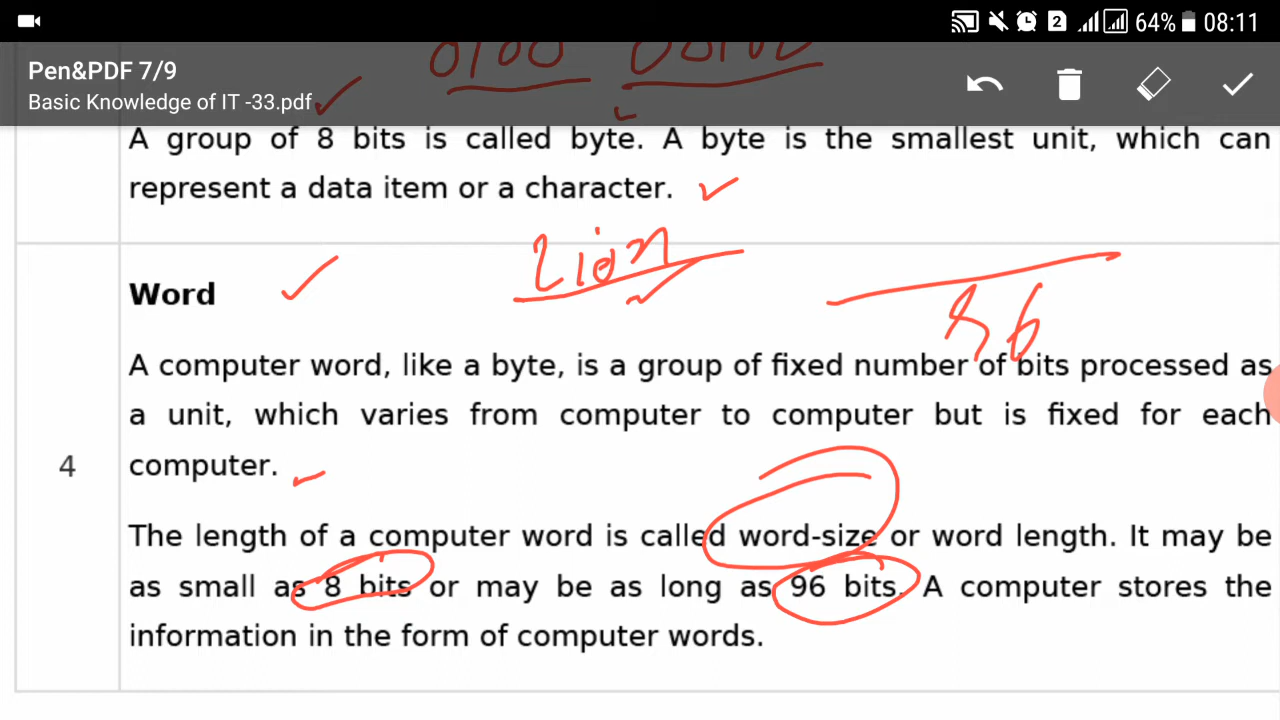 64% 08:11
2
Pen&PDF 7/9
Basic Knowledge of IT -33.pdf
0100
A group of 8 bits is called byte. A byte is the smallest unit, which can
represent a data item or a character.
Lion
Word
96
A computer word, like a byte, is a group of fixed number of bits processed as
a unit, which varies from computer to computer but is fixed for each
4
computer.
The length of a computer word is called word-size or word length. It may be
as small as 8 bits or may be as long as 96 bits. A computer stores the
information in the form of computer words.